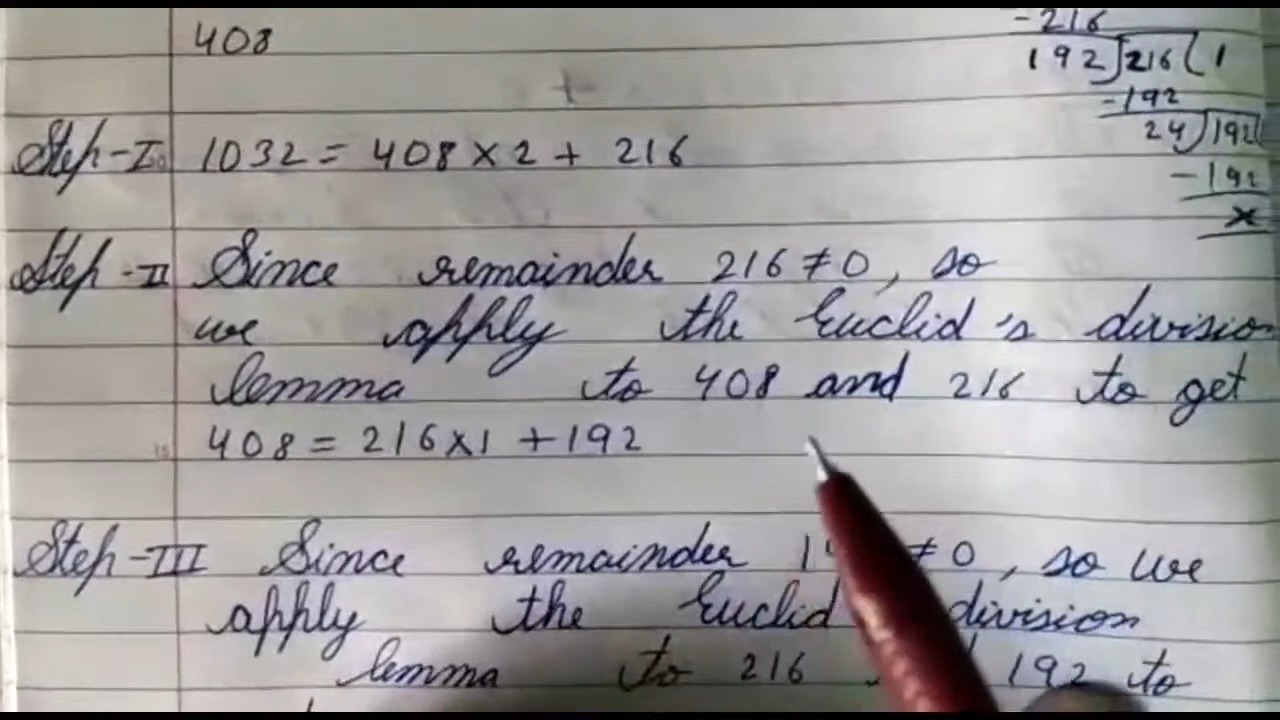 408
-216
192)216(1
-192
24)192(
-192
x
Step-I 1032 = 408 × 2 + 216
Step-II Since remainder 216 ≠ 0, so
we apply the Euclid's division
lemma to 408 and 216 to get
408 = 216 × 1 + 192
Step-III Since remainder ≠ 0, so we
apply the Euclid division
lemma to 216 192 to